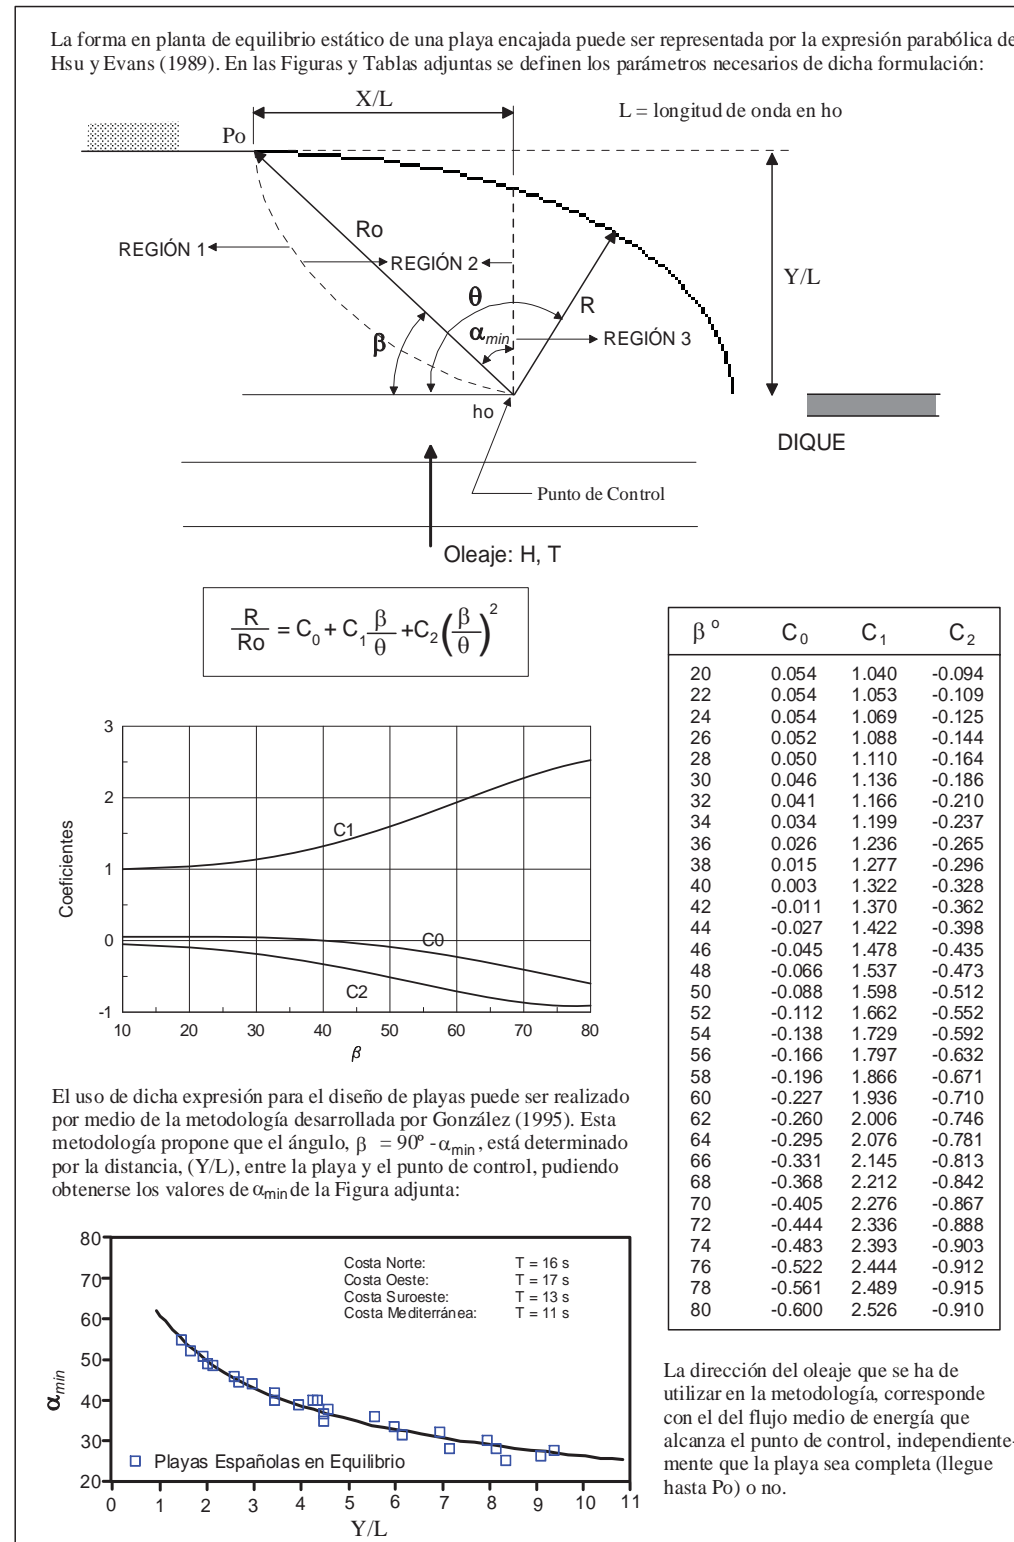 La forma en planta de equilibrio estático de una playa encajada puede ser representada por la expresión parabólica de
Hsu y Evans (1989). En las Figuras y Tablas adjuntas se definen los parámetros necesarios de dicha formulación:
X/L
L = longitud de onda en ho
Po
Ro
REGIÓN 1
REGIÓN 2
Y/L
θ
R
α min
REGIÓN 3
β
ho
DIQUE
Punto de Control
Oleaje: H, T
R/Ro = C0 + C1 β/θ + C2 (β/θ)²
β º C0 C1 C2
20 0.054 1.040 -0.094
22 0.054 1.053 -0.109
24 0.054 1.069 -0.125
26 0.052 1.088 -0.144
28 0.050 1.110 -0.164
30 0.046 1.136 -0.186
32 0.041 1.166 -0.210
34 0.034 1.199 -0.237
36 0.026 1.236 -0.265
38 0.015 1.277 -0.296
40 0.003 1.322 -0.328
42 -0.011 1.370 -0.362
44 -0.027 1.422 -0.398
46 -0.045 1.478 -0.435
48 -0.066 1.537 -0.473
50 -0.088 1.598 -0.512
52 -0.112 1.662 -0.552
54 -0.138 1.729 -0.592
56 -0.166 1.797 -0.632
58 -0.196 1.866 -0.671
60 -0.227 1.936 -0.710
62 -0.260 2.006 -0.746
64 -0.295 2.076 -0.781
66 -0.331 2.145 -0.813
68 -0.368 2.212 -0.842
70 -0.405 2.276 -0.867
72 -0.444 2.336 -0.888
74 -0.483 2.393 -0.903
76 -0.522 2.444 -0.912
78 -0.561 2.489 -0.915
80 -0.600 2.526 -0.910
3
2
1
0
-1
Coeficientes
C1
C0
C2
10 20 30 40 50 60 70 80
β
El uso de dicha expresión para el diseño de playas puede ser realizado
por medio de la metodología desarrollada por González (1995). Esta
metodología propone que el ángulo, β = 90º - αmin, está determinado
por la distancia, (Y/L), entre la playa y el punto de control, pudiendo
obtenerse los valores de αmin de la Figura adjunta:
80
70
60
50
40
30
20
α min
Costa Norte: T = 16 s
Costa Oeste: T = 17 s
Costa Suroeste: T = 13 s
Costa Mediterránea: T = 11 s
Playas Españolas en Equilibrio
0 1 2 3 4 5 6 7 8 9 10 11
Y/L
La dirección del oleaje que se ha de
utilizar en la metodología, corresponde
con el del flujo medio de energía que
alcanza el punto de control, independiente-
mente que la playa sea completa (llegue
hasta Po) o no.